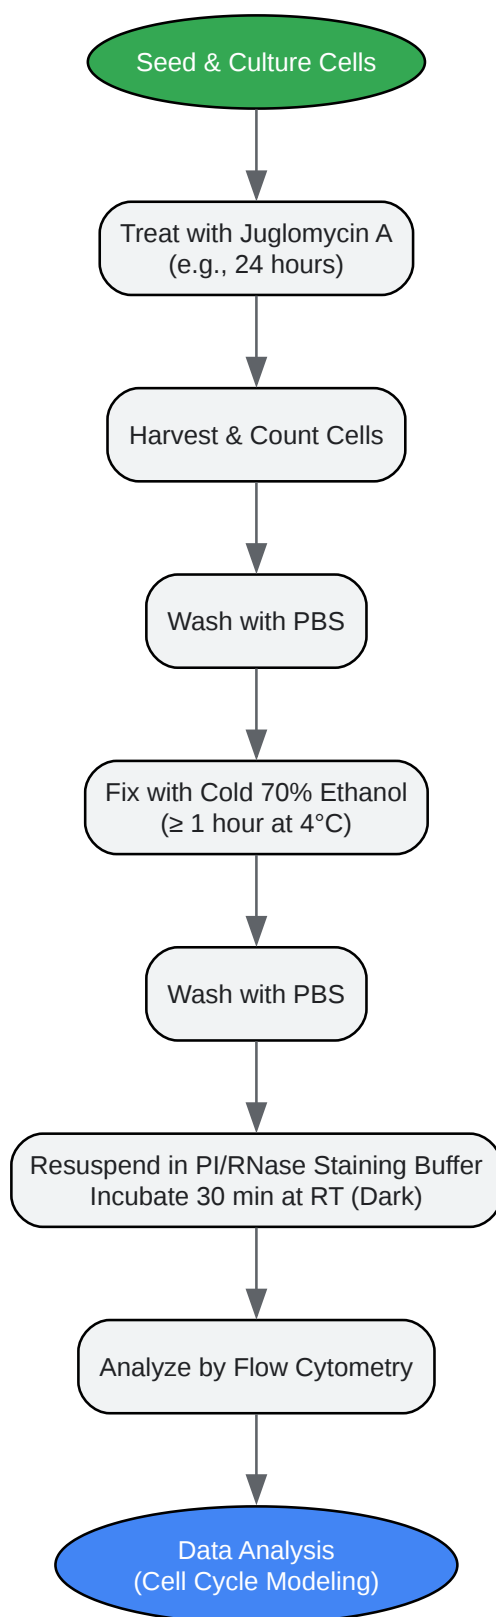 Seed & Culture Cells
Treat with Juglomycin A
(e.g., 24 hours)
Harvest & Count Cells
Wash with PBS
Fix with Cold 70% Ethanol
(≥ 1 hour at 4°C)
Wash with PBS
Resuspend in PI/RNase Staining Buffer
Incubate 30 min at RT (Dark)
Analyze by Flow Cytometry
Data Analysis
(Cell Cycle Modeling)